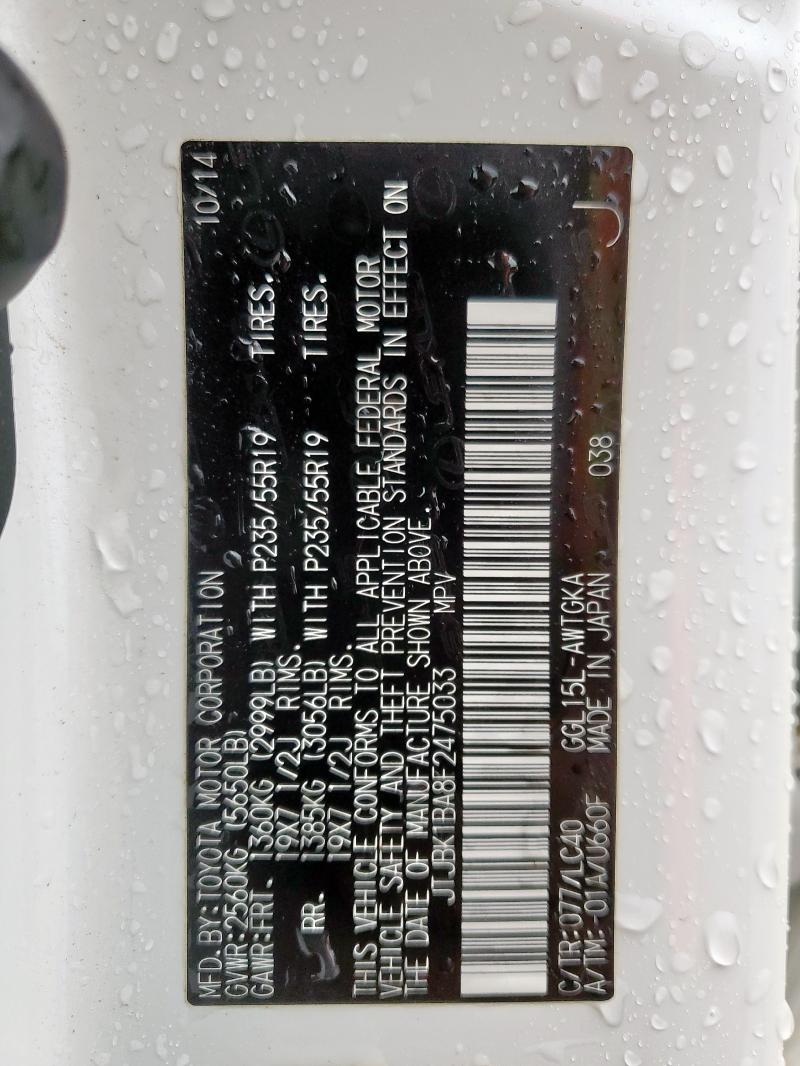 MFD.BY:TOYOTA MOTOR CORPORATION 10/14
GVWR:2560KG (5650LB)
GAWR:FRT. 1360KG (2999LB) WITH P235/55R19 TIRES.
19X7 1/2J RIMS.
RR. 1385KG (3056LB) WITH P235/55R19 TIRES.
19X7 1/2J RIMS.
THIS VEHICLE CONFORMS TO ALL APPLICABLE FEDERAL MOTOR
VEHICLE SAFETY AND THEFT PREVENTION STANDARDS IN EFFECT ON
THE DATE OF MANUFACTURE SHOWN ABOVE.
JTJBK1BA8F2475033 MPV
C/TR:077/LC40 GGL15L-AWTGKA
A/TM:-01A/U660F MADE IN JAPAN 038 J